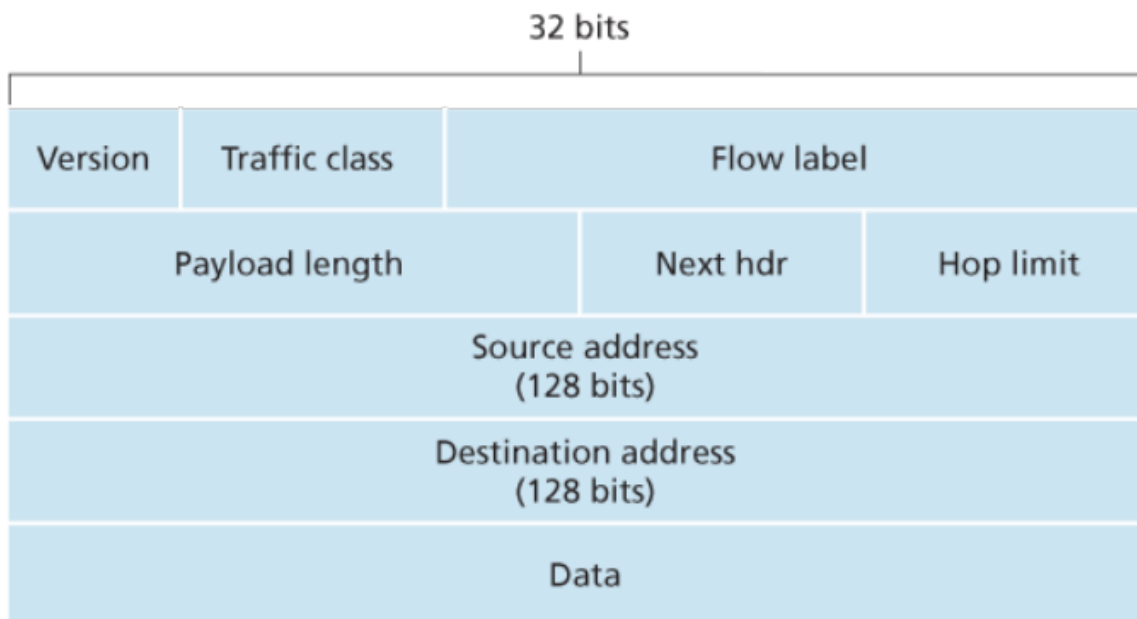 32 bits
Version Traffic class Flow label
Payload length Next hdr Hop limit
Source address
(128 bits)
Destination address
(128 bits)
Data